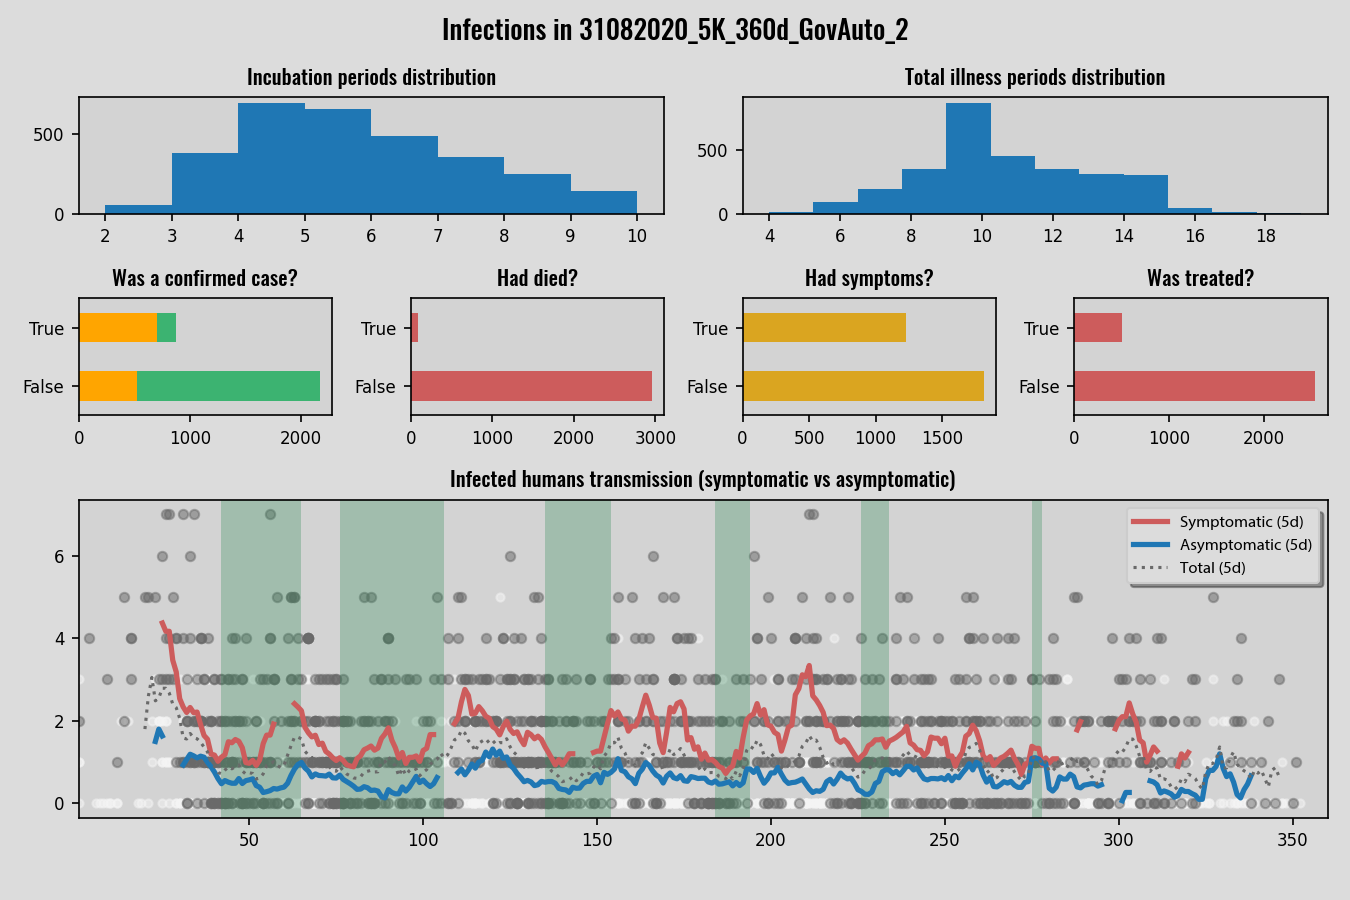 Infections in 31082020_5K_360d_GovAuto_2
Incubation periods distribution
Total illness periods distribution
500
0
2 3 4 5 6 7 8 9 10
500
0
4 6 8 10 12 14 16 18
Was a confirmed case?
Had died?
Had symptoms?
Was treated?
True
False
0 1000 2000
True
False
0 1000 2000 3000
True
False
0 500 1000 1500
True
False
0 1000 2000
Infected humans transmission (symptomatic vs asymptomatic)
Symptomatic (5d)
Asymptomatic (5d)
Total (5d)
6
4
2
0
50 100 150 200 250 300 350